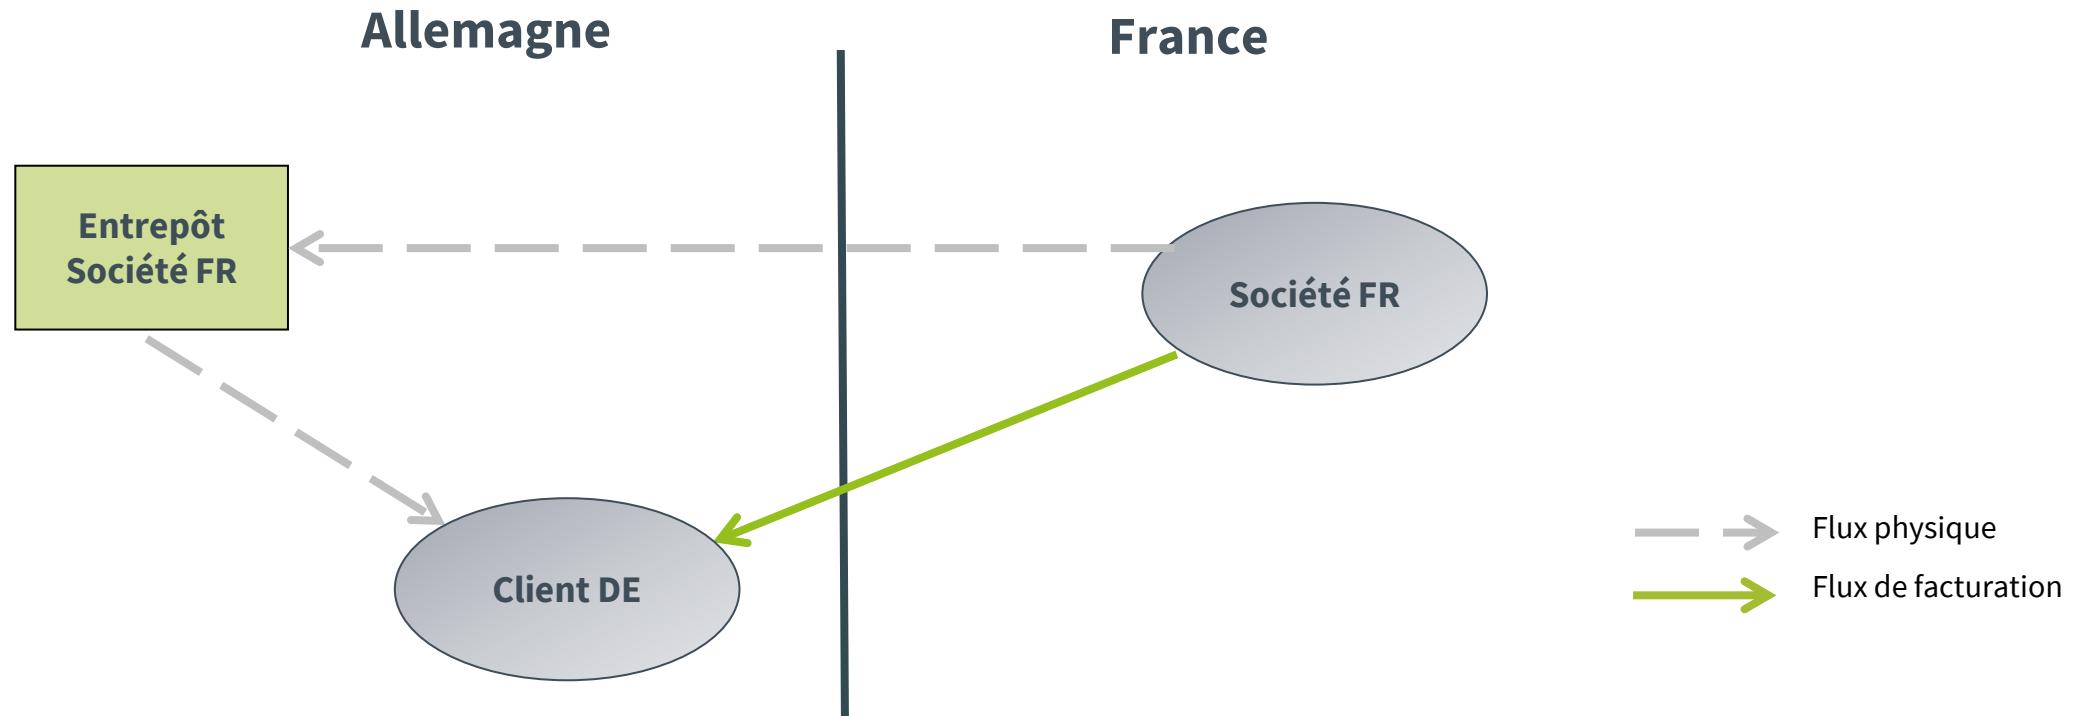 Allemagne
France
Entrepôt
Société FR
Société FR
Client DE
Flux physique
Flux de facturation